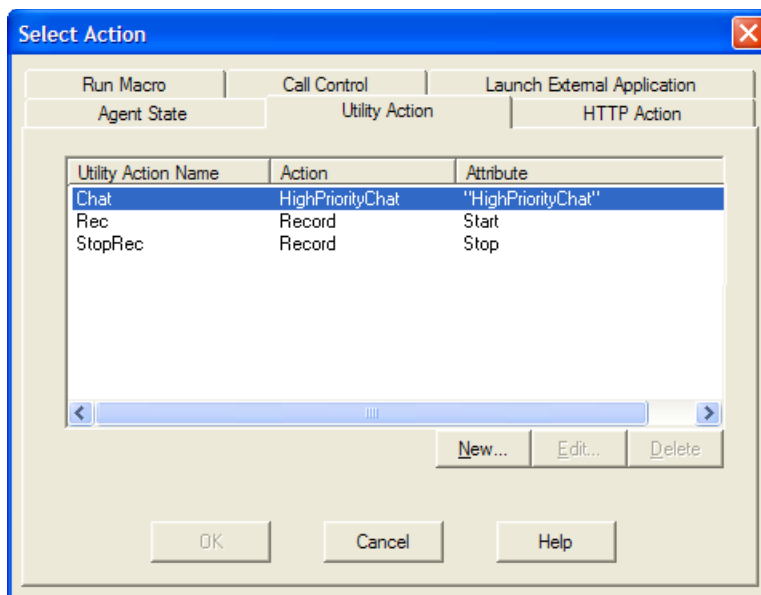 Select Action
Run Macro Call Control Launch External Application
Agent State Utility Action HTTP Action
Utility Action Name Action Attribute
Chat HighPriorityChat "HighPriorityChat"
Rec Record Start
StopRec Record Stop
New... Edit... Delete
OK Cancel Help